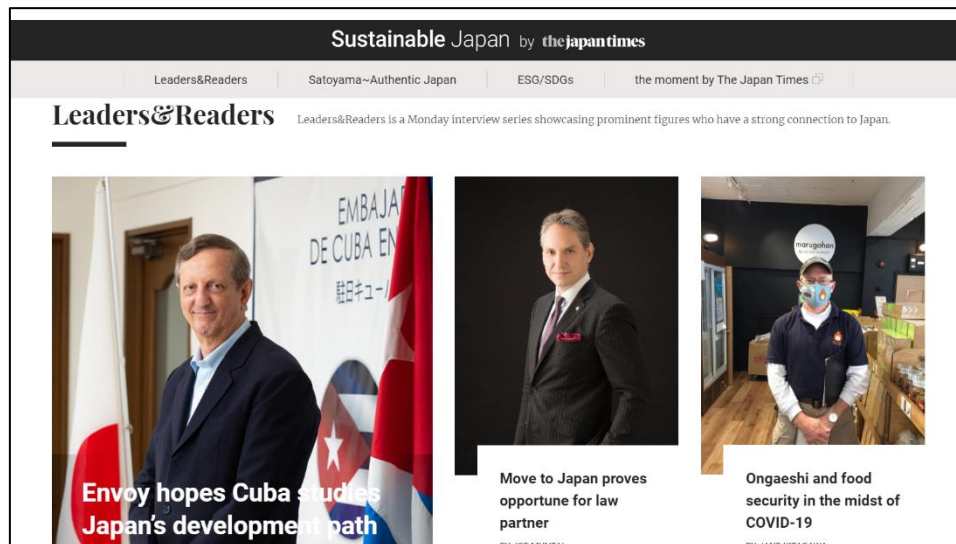 Sustainable Japan by the japan times
Leaders&Readers
Satoyama~Authentic Japan
ESG/SDGs
the moment by The Japan Times
Leaders&Readers
Leaders&Readers is a Monday interview series showcasing prominent figures who have a strong connection to Japan.
EMBAJA
DE CUBA EN
駐日キュー
marugohan
Envoy hopes Cuba studies
Japan's development path
Move to Japan proves
opportune for law
partner
Ongaeshi and food
security in the midst of
COVID-19